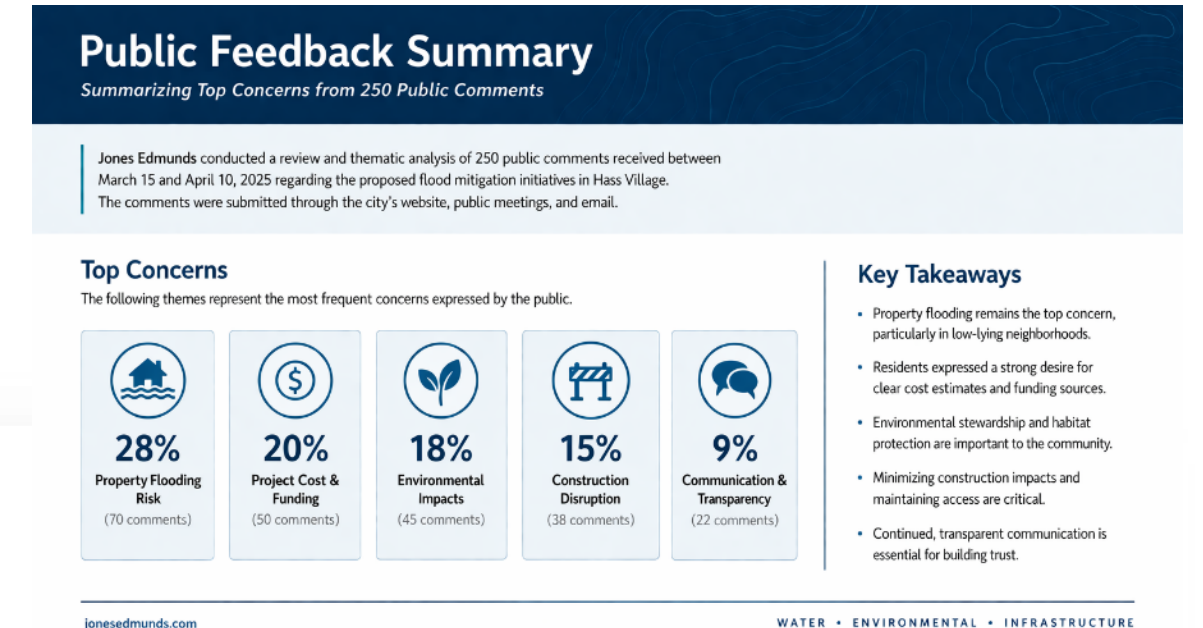 Public Feedback Summary
Summarizing Top Concerns from 250 Public Comments
Jones Edmunds conducted a review and thematic analysis of 250 public comments received between
March 15 and April 10, 2025 regarding the proposed flood mitigation initiatives in Hass Village.
The comments were submitted through the city's website, public meetings, and email.
Top Concerns
The following themes represent the most frequent concerns expressed by the public.
$
28%
Property Flooding
Risk
(70 comments)
20%
Project Cost &
Funding
(50 comments)
18%
Environmental
Impacts
(45 comments)
15%
Construction
Disruption
(38 comments)
9%
Communication &
Transparency
(22 comments)
Key Takeaways
• Property flooding remains the top concern,
particularly in low-lying neighborhoods.
• Residents expressed a strong desire for
clear cost estimates and funding sources.
• Environmental stewardship and habitat
protection are important to the community.
• Minimizing construction impacts and
maintaining access are critical.
• Continued, transparent communication is
essential for building trust.
jonesedmunds.com
WATER • ENVIRONMENTAL • INFRASTRUCTURE